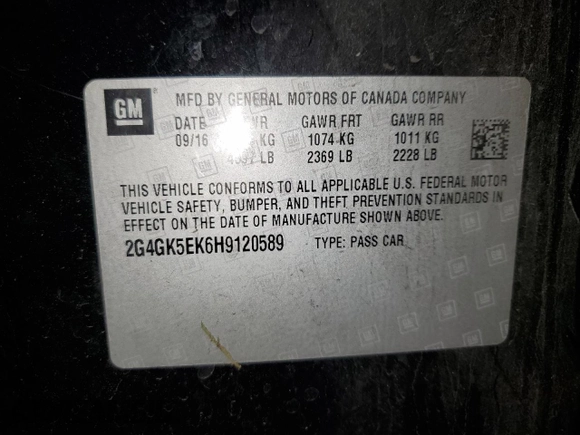 GM
MFD BY GENERAL MOTORS OF CANADA COMPANY
DATE GAWR FRT GAWR RR
09/16 KG 1074 KG 1011 KG
LB 2369 LB 2228 LB
THIS VEHICLE CONFORMS TO ALL APPLICABLE U.S. FEDERAL MOTOR
VEHICLE SAFETY, BUMPER, AND THEFT PREVENTION STANDARDS IN
EFFECT ON THE DATE OF MANUFACTURE SHOWN ABOVE.
2G4GK5EK6H9120589 TYPE: PASS CAR